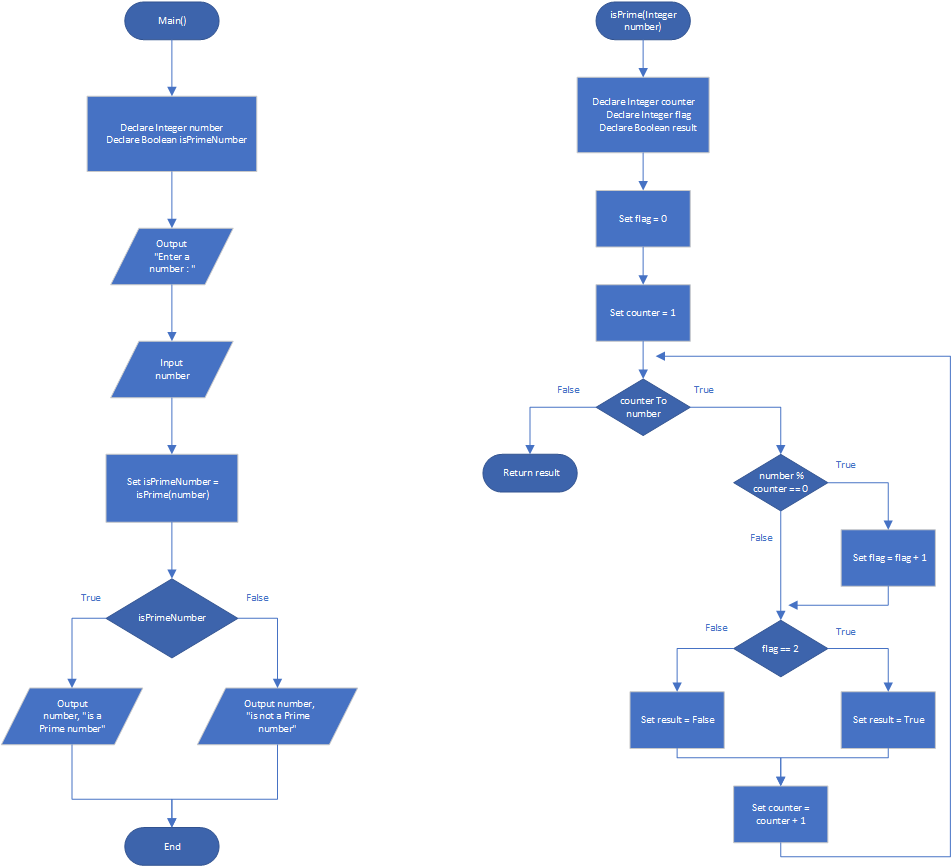 Main()
Declare Integer number
Declare Boolean isPrimeNumber
Output
"Enter a
number : "
Input
number
Set isPrimeNumber =
isPrime(number)
isPrimeNumber
True
False
Output
number, "is a
Prime number"
Output number,
"is not a Prime
number"
End
isPrime(Integer
number)
Declare Integer counter
Declare Integer flag
Declare Boolean result
Set flag = 0
Set counter = 1
counter To
number
False
True
Return result
number %
counter == 0
True
False
Set flag = flag + 1
flag == 2
False
True
Set result = False
Set result = True
Set counter =
counter + 1